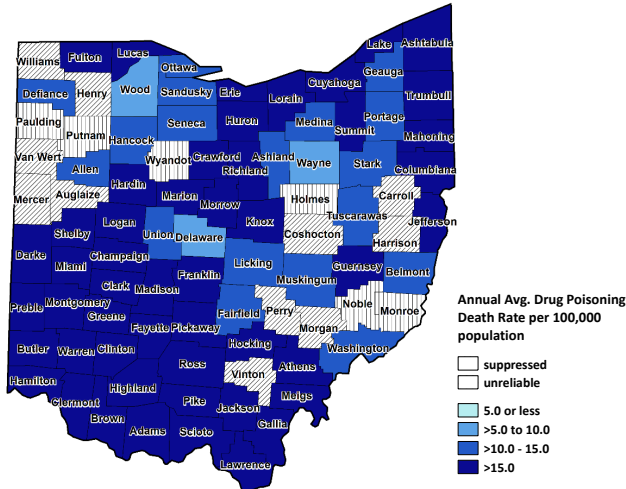 Williams
Fulton
Lucas
Ottawa
Lake
Ashtabula
Geauga
Cuyahoga
Defiance
Henry
Wood
Sandusky
Erie
Lorain
Trumbull
Paulding
Putnam
Hancock
Seneca
Huron
Medina
Summit
Portage
Mahoning
Van Wert
Allen
Wyandot
Crawford
Richland
Ashland
Wayne
Stark
Columbiana
Mercer
Auglaize
Hardin
Marion
Morrow
Holmes
Carroll
Tuscarawas
Jefferson
Shelby
Logan
Union
Delaware
Knox
Coshocton
Harrison
Darke
Miami
Champaign
Franklin
Licking
Muskingum
Guernsey
Belmont
Clark
Madison
Preble
Montgomery
Greene
Fayette
Pickaway
Fairfield
Perry
Morgan
Noble
Monroe
Butler
Warren
Clinton
Ross
Hocking
Washington
Hamilton
Clermont
Highland
Vinton
Athens
Meigs
Brown
Adams
Pike
Scioto
Jackson
Gallia
Lawrence
Annual Avg. Drug Poisoning
Death Rate per 100,000
population
suppressed
unreliable
5.0 or less
>5.0 to 10.0
>10.0 - 15.0
>15.0